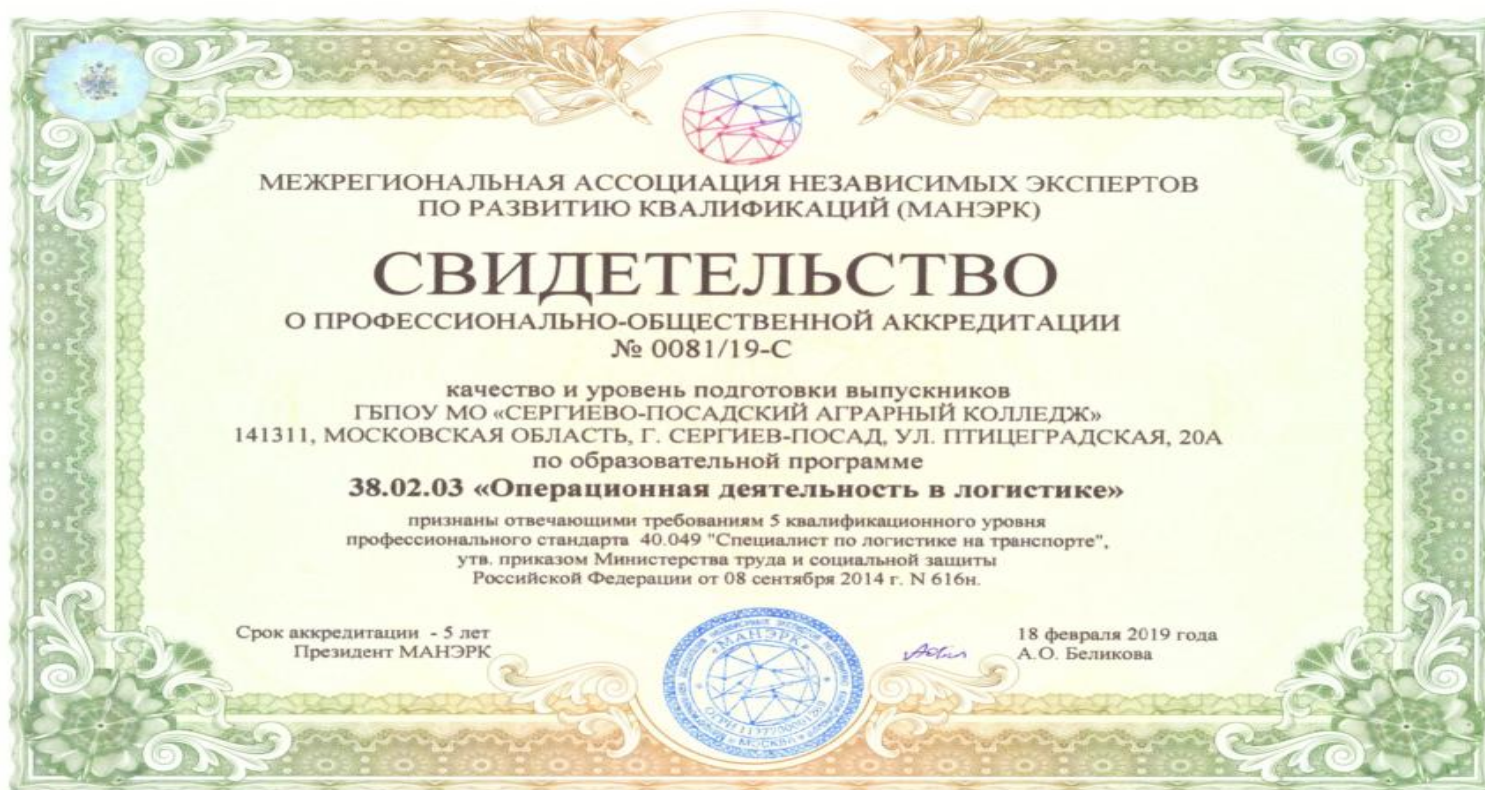 МЕЖРЕГИОНАЛЬНАЯ АССОЦИАЦИЯ НЕЗАВИСИМЫХ ЭКСПЕРТОВ
ПО РАЗВИТИЮ КВАЛИФИКАЦИЙ (МАНЭРК)
СВИДЕТЕЛЬСТВО
О ПРОФЕССИОНАЛЬНО-ОБЩЕСТВЕННОЙ АККРЕДИТАЦИИ
№ 0081/19-С
качество и уровень подготовки выпускников
ГБПОУ МО «СЕРГИЕВО-ПОСАДСКИЙ АГРАРНЫЙ КОЛЛЕДЖ»
141311, МОСКОВСКАЯ ОБЛАСТЬ, Г. СЕРГИЕВ-ПОСАД, УЛ. ПТИЦЕГРАДСКАЯ, 20А
по образовательной программе
38.02.03 «Операционная деятельность в логистике»
признаны отвечающими требованиям 5 квалификационного уровня
профессионального стандарта 40.049 "Специалист по логистике на транспорте",
утв. приказом Министерства труда и социальной защиты
Российской Федерации от 08 сентября 2014 г. N 616н.
Срок аккредитации - 5 лет
Президент МАНЭРК
МАНЭРК
МОСКВА
18 февраля 2019 года
А.О. Беликова